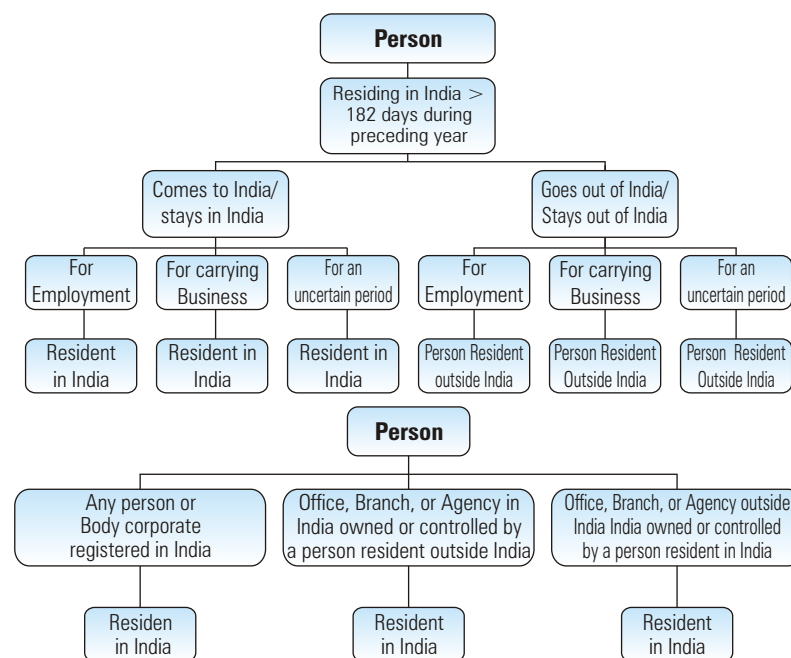 Person
Residing in India >
182 days during
preceding year
Comes to India/
stays in India
Goes out of India/
Stays out of India
For
Employment
For carrying
Business
For an
uncertain period
For
Employment
For carrying
Business
For an
uncertain period
Resident
in India
Resident in
India
Resident in
India
Person Resident
outside India
Person Resident
Outside India
Person Resident
Outside India
Person
Any person or
Body corporate
registered in India
Office, Branch, or Agency in
India owned or controlled by
a person resident outside India
Office, Branch, or Agency outside
India India owned or controlled
by a person resident in India
Residen
in India
Resident
in India
Resident
in India